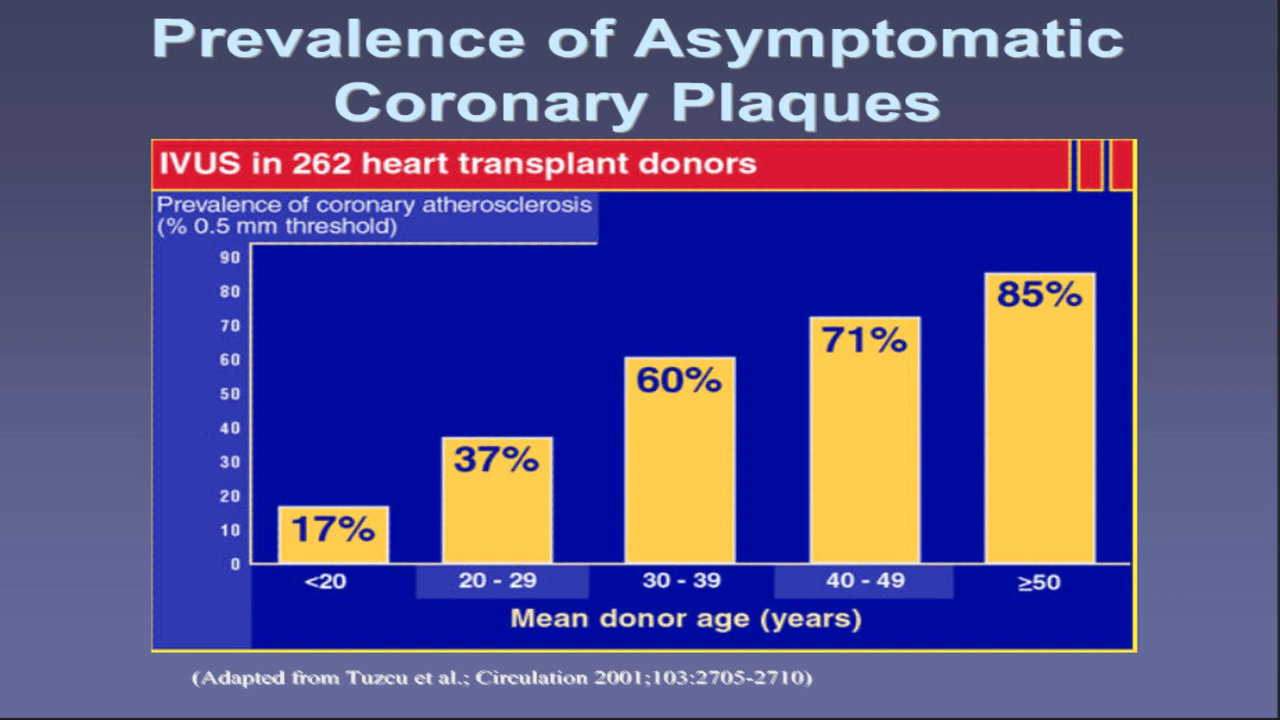 Prevalence of Asymptomatic
Coronary Plaques
IVUS in 262 heart transplant donors
Prevalence of coronary atherosclerosis
(% 0.5 mm threshold)
90
80
70
60
50
40
30
20
10
0
17%
37%
60%
71%
85%
<20
20 - 29
30 - 39
40 - 49
≥50
Mean donor age (years)
(Adapted from Tuzcu et al.; Circulation 2001;103:2705-2710)